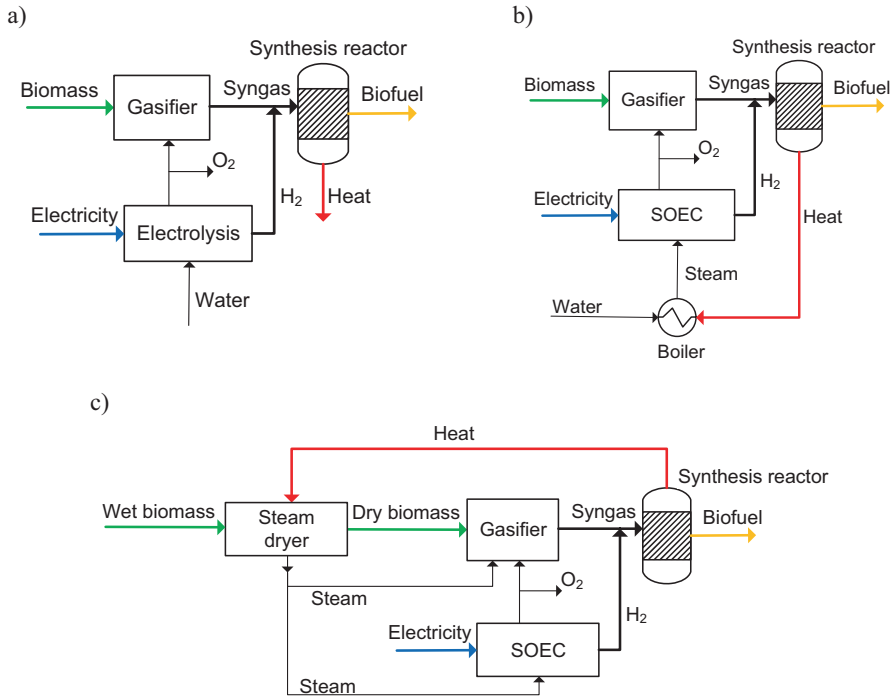 a)
Synthesis reactor
Biomass
Gasifier
Syngas
Biofuel
O₂
H₂
Heat
Electricity
Electrolysis
Water
b)
Synthesis reactor
Biomass
Gasifier
Syngas
Biofuel
O₂
H₂
Electricity
SOEC
Heat
Steam
Water
Boiler
c)
Heat
Synthesis reactor
Wet biomass
Steam
dryer
Dry biomass
Gasifier
Syngas
Biofuel
O₂
Steam
H₂
Electricity
SOEC
Steam